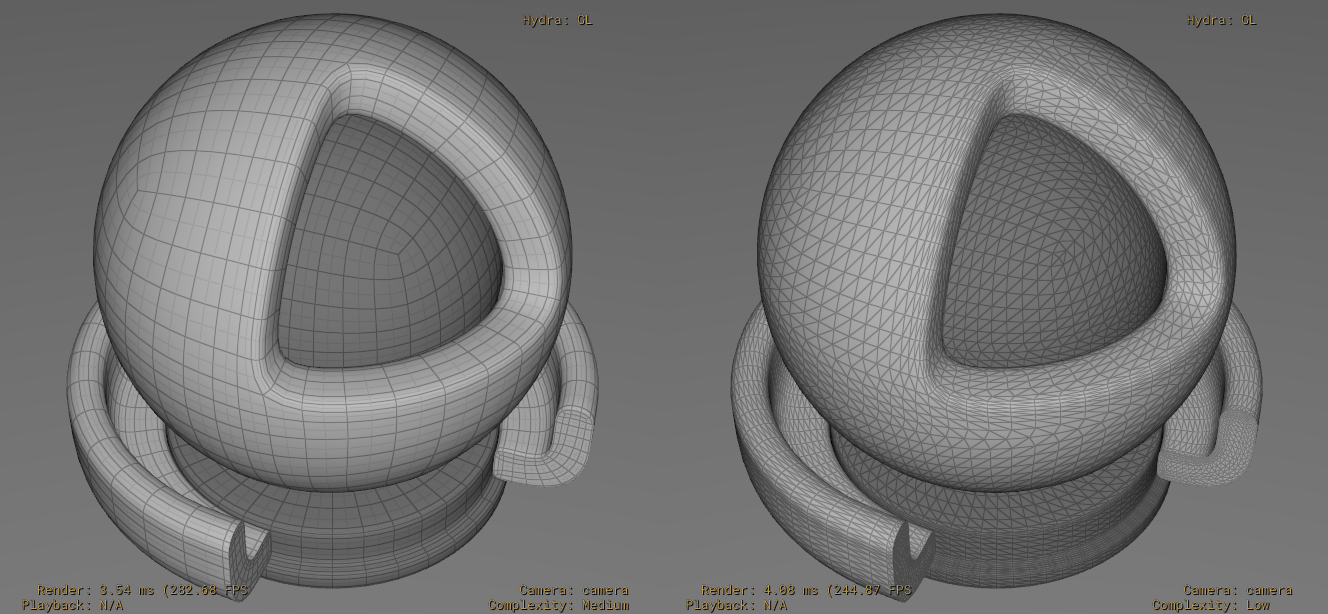 Hydra: GL
Render: 3.54 ms (282.68 FPS
Playback: N/A
Camera: camera
Complexity: Medium
Hydra: GL
Render: 4.08 ms (244.87 FPS
Playback: N/A
Camera: camera
Complexity: Low